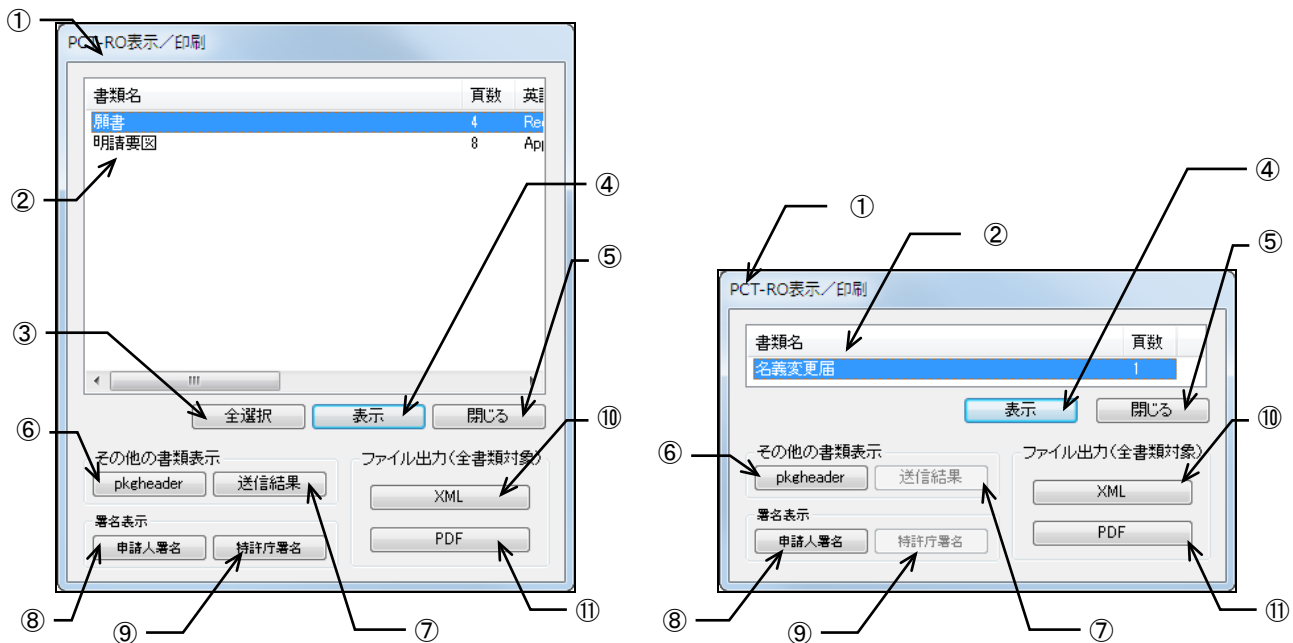 ①
PCT-RO表示／印刷
書類名 頁数 英語
願書 4 Req
明請要図 8 App
②
③
④
⑤
全選択 表示 閉じる
⑥
⑩
その他の書類表示
pkgheader 送信結果
ファイル出力(全書類対象)
XML
署名表示
申請人署名 特許庁署名
PDF
⑧
⑨
⑦
⑪
④
①
②
⑤
PCT-RO表示／印刷
書類名 頁数
名義変更届 1
表示 閉じる
⑩
⑥
その他の書類表示
pkgheader 送信結果
ファイル出力(全書類対象)
XML
署名表示
申請人署名 特許庁署名
PDF
⑧
⑨
⑦
⑪